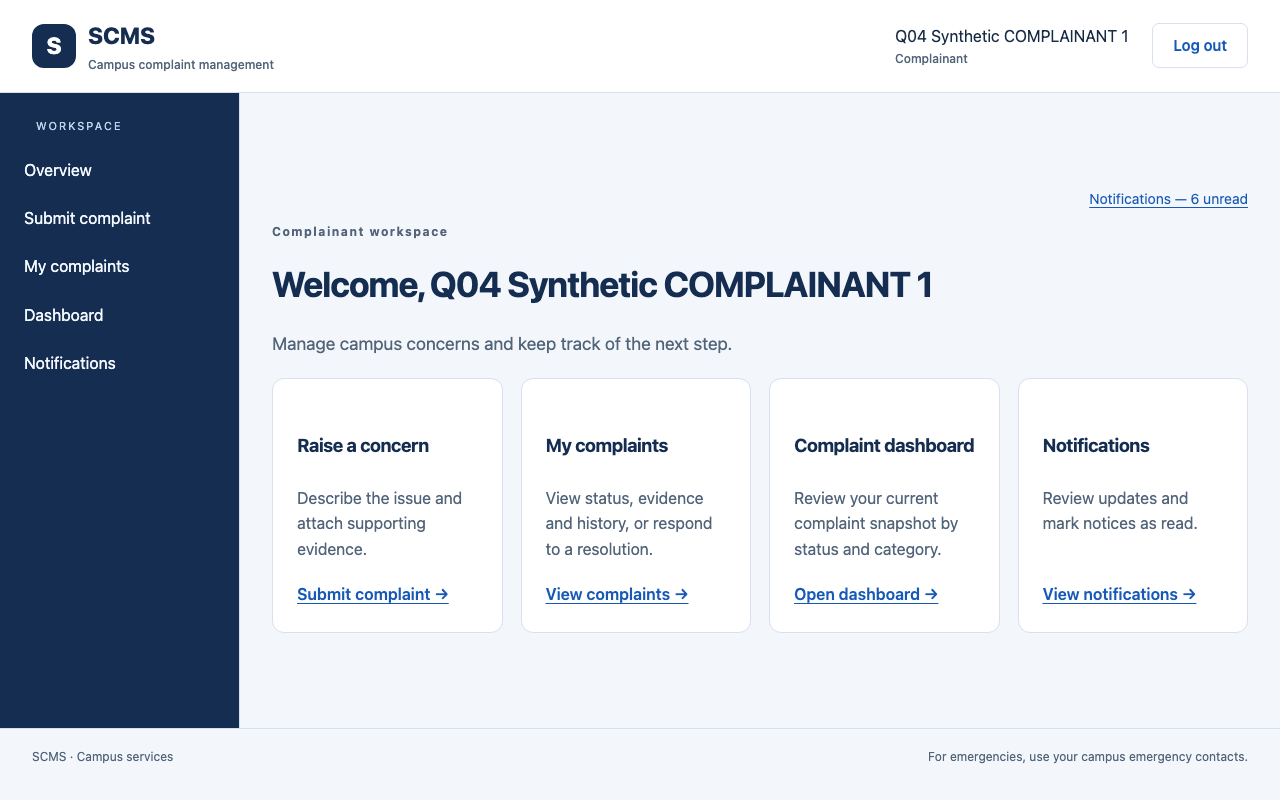 S
SCMS
Campus complaint management
Q04 Synthetic COMPLAINANT 1
Complainant
Log out
WORKSPACE
Overview
Submit complaint
My complaints
Dashboard
Notifications
Notifications — 6 unread
Complainant workspace
Welcome, Q04 Synthetic COMPLAINANT 1
Manage campus concerns and keep track of the next step.
Raise a concern
Describe the issue and
attach supporting
evidence.
Submit complaint →
My complaints
View status, evidence
and history, or respond
to a resolution.
View complaints →
Complaint dashboard
Review your current
complaint snapshot by
status and category.
Open dashboard →
Notifications
Review updates and
mark notices as read.
View notifications →
SCMS · Campus services
For emergencies, use your campus emergency contacts.